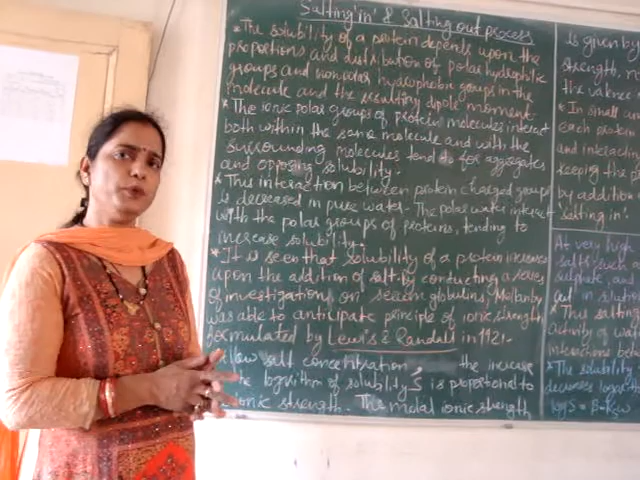 Salting 'in' & Salting out process
* The solubility of a protein depends upon the
proportions and distribution of polar hydrophilic
groups and nonpolar hydrophobic groups in the
molecule and the resulting dipole moment.
* The ionic polar groups of protein molecules interact
both within the same molecule and with the
surrounding molecules tend to for aggregates
and opposing solubility.
* This interaction between protein charged groups
is decreased in pure water. The polar water interact
with the polar groups of proteins, tending to
increase solubility.
* It is seen that solubility of a protein increases
upon the addition of salt. By conducting a series
of investigations on serum globulins,
was able to anticipate principle of ionic strength
formulated by Lewis & Randall in 1921.
low salt concentration the increase
logrithm of solubility S is proportional to
ionic strength. The molal ionic strength
is given by
strength, m
the valence
* In small am
each protein
and interactin
keeping the p
by addition
'salting in'.
At very high
salts such
sulphate, and
out in solution
* This salting
activity of wat
interactions betw
* The solubility
decreases logar
log S = B - K